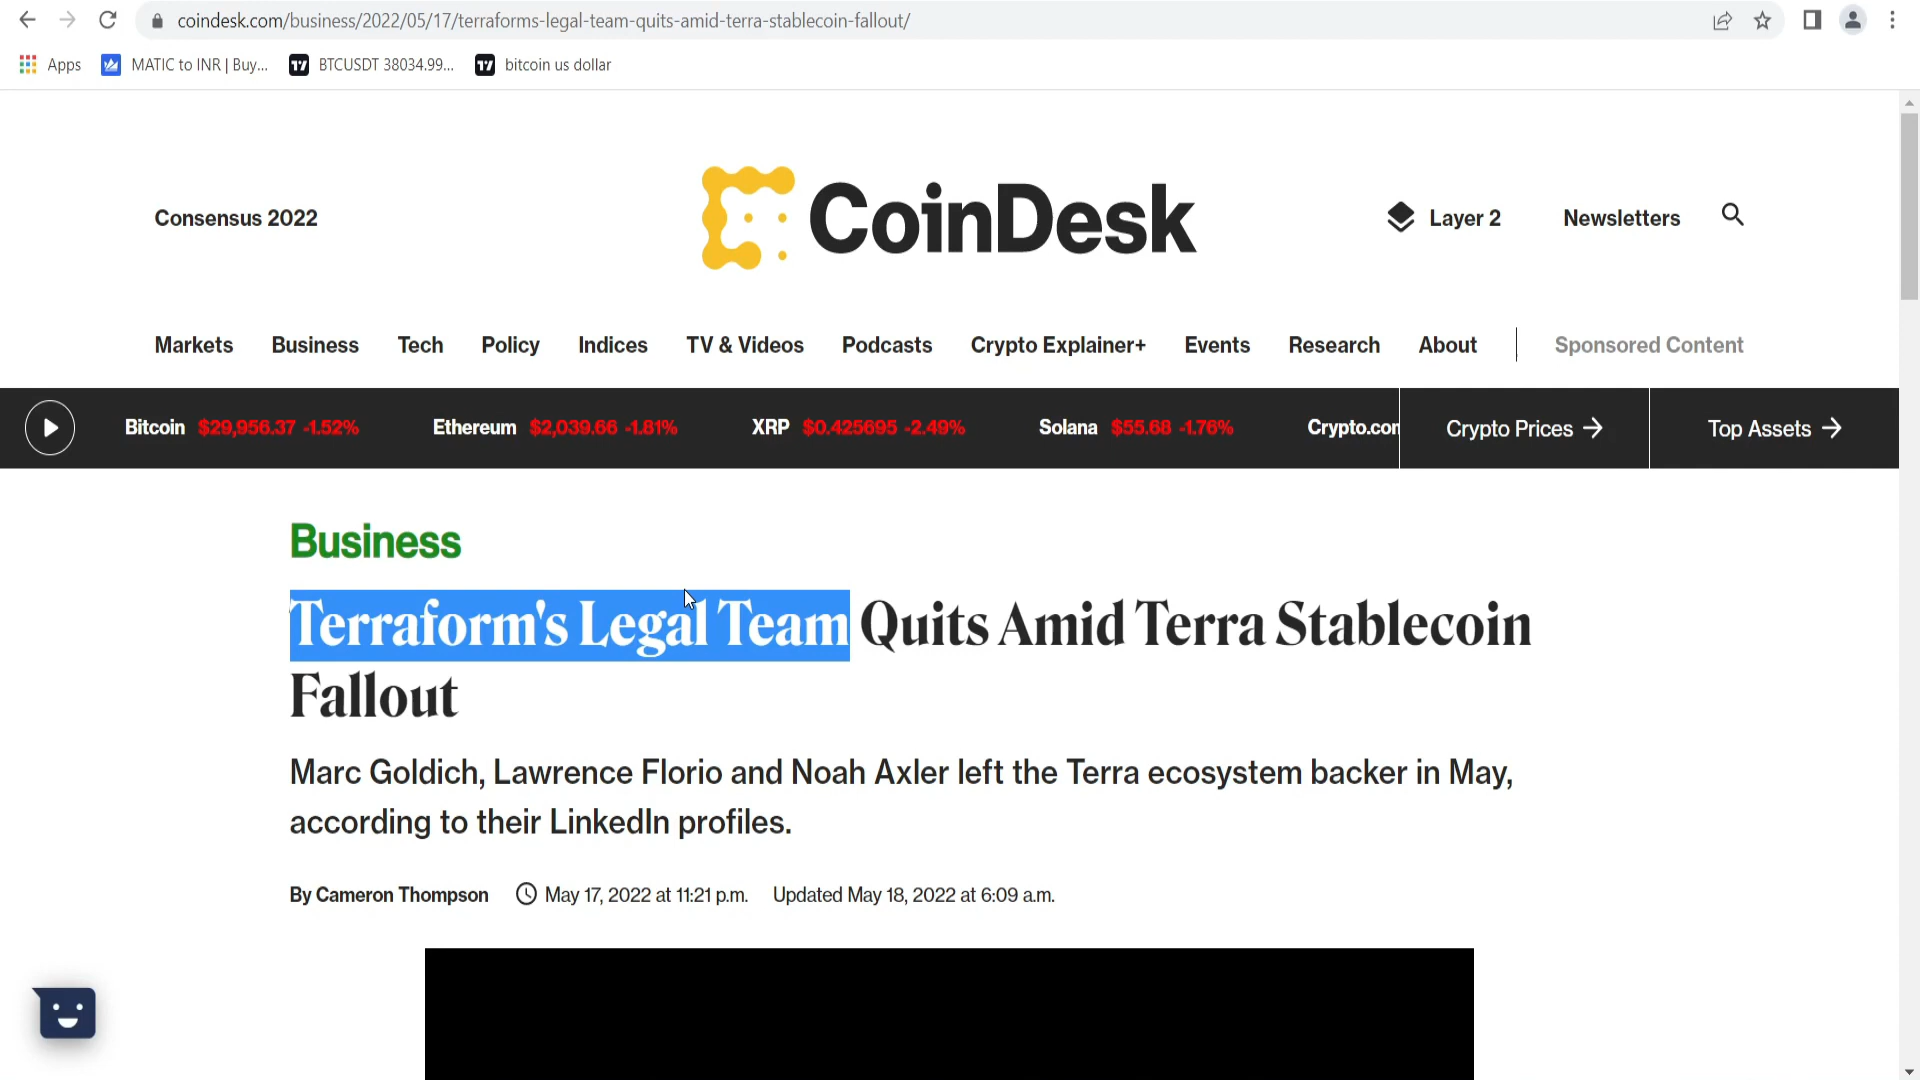 coindesk.com/business/2022/05/17/terraforms-legal-team-quits-amid-terra-stablecoin-fallout/
Apps MATIC to INR | Buy... BTCUSDT 38034.99... bitcoin us dollar
Consensus 2022 CoinDesk Layer 2 Newsletters
Markets Business Tech Policy Indices TV & Videos Podcasts Crypto Explainer+ Events Research About Sponsored Content
Bitcoin $29,956.37 -1.52% Ethereum $2,039.66 -1.81% XRP $0.425695 -2.49% Solana $55.68 -1.76% Crypto.con Crypto Prices → Top Assets →
Business
Terraform's Legal Team Quits Amid Terra Stablecoin
Fallout
Marc Goldich, Lawrence Florio and Noah Axler left the Terra ecosystem backer in May,
according to their LinkedIn profiles.
By Cameron Thompson May 17, 2022 at 11:21 p.m. Updated May 18, 2022 at 6:09 a.m.